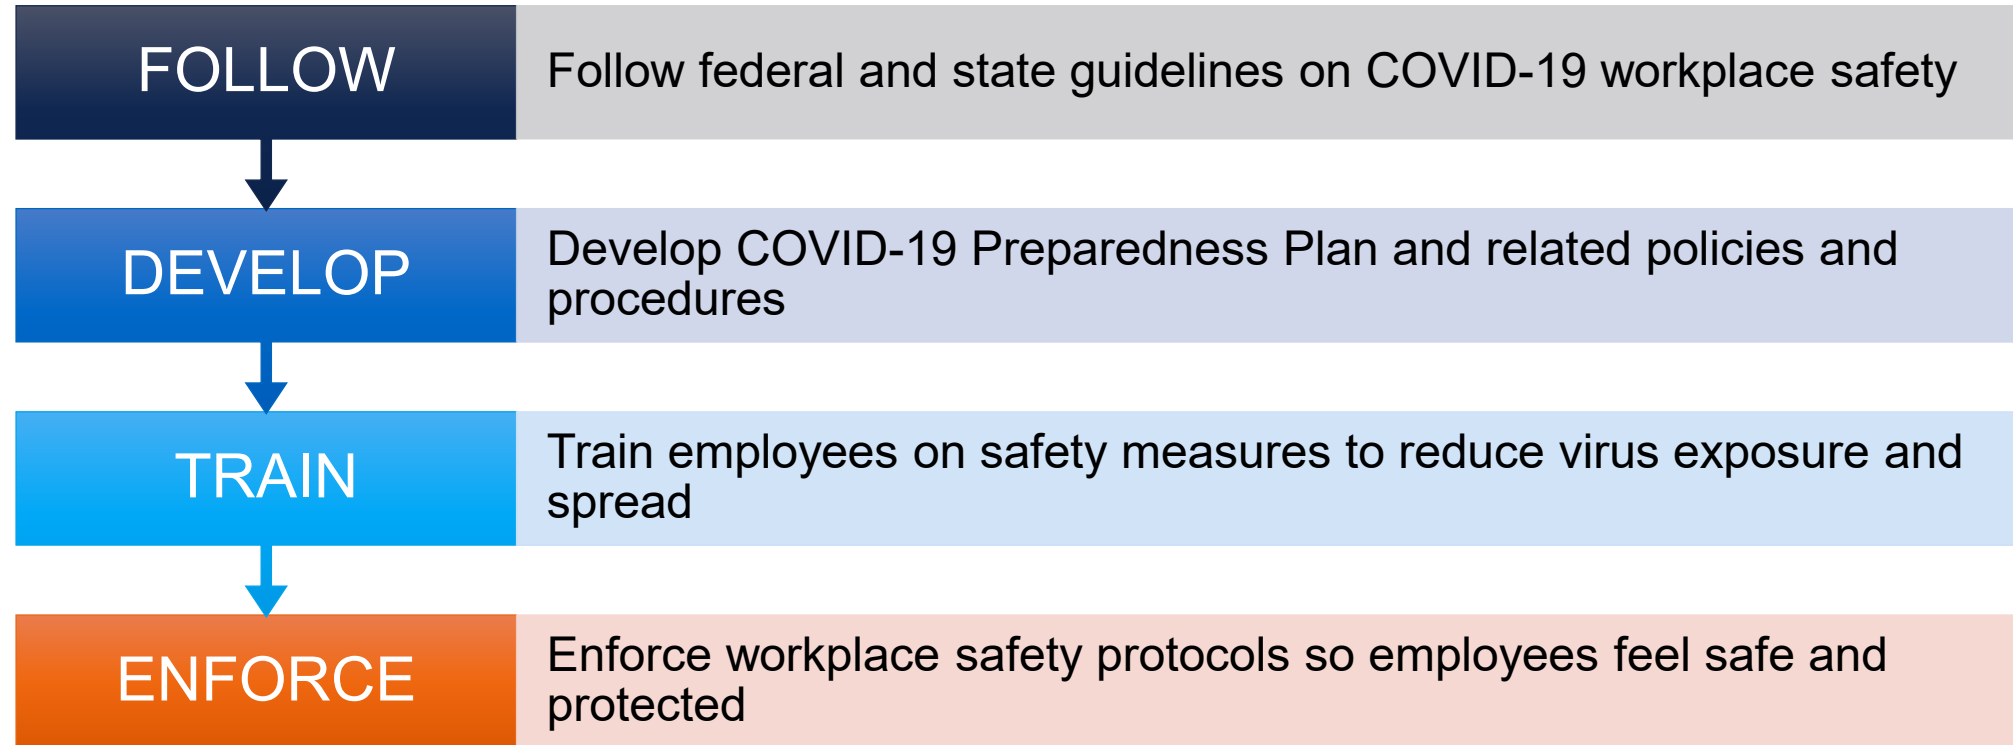 FOLLOW
Follow federal and state guidelines on COVID-19 workplace safety
DEVELOP
Develop COVID-19 Preparedness Plan and related policies and
procedures
TRAIN
Train employees on safety measures to reduce virus exposure and
spread
ENFORCE
Enforce workplace safety protocols so employees feel safe and
protected